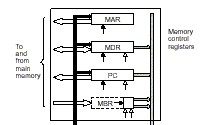 MAR
To
and
from
main
memory
MDR
PC
MBR
Memory
control
registers